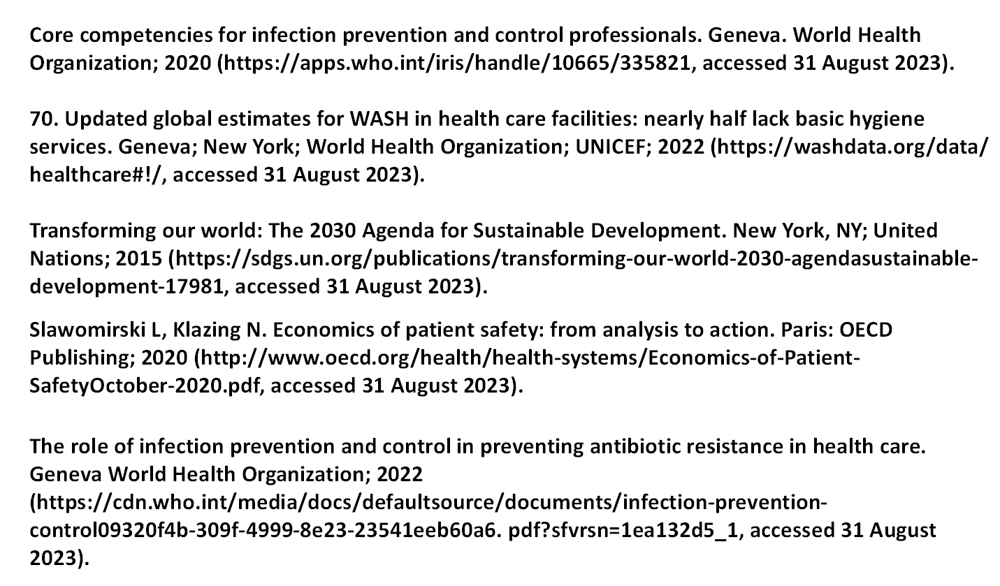 Core competencies for infection prevention and control professionals. Geneva. World Health
Organization; 2020 (https://apps.who.int/iris/handle/10665/335821, accessed 31 August 2023).
70. Updated global estimates for WASH in health care facilities: nearly half lack basic hygiene
services. Geneva; New York; World Health Organization; UNICEF; 2022 (https://washdata.org/data/
healthcare#!/, accessed 31 August 2023).
Transforming our world: The 2030 Agenda for Sustainable Development. New York, NY; United
Nations; 2015 (https://sdgs.un.org/publications/transforming-our-world-2030-agendasustainable-
development-17981, accessed 31 August 2023).
Slawomirski L, Klazing N. Economics of patient safety: from analysis to action. Paris: OECD
Publishing; 2020 (http://www.oecd.org/health/health-systems/Economics-of-Patient-
SafetyOctober-2020.pdf, accessed 31 August 2023).
The role of infection prevention and control in preventing antibiotic resistance in health care.
Geneva World Health Organization; 2022
(https://cdn.who.int/media/docs/defaultsource/documents/infection-prevention-
control09320f4b-309f-4999-8e23-23541eeb60a6. pdf?sfvrsn=1ea132d5_1, accessed 31 August
2023).